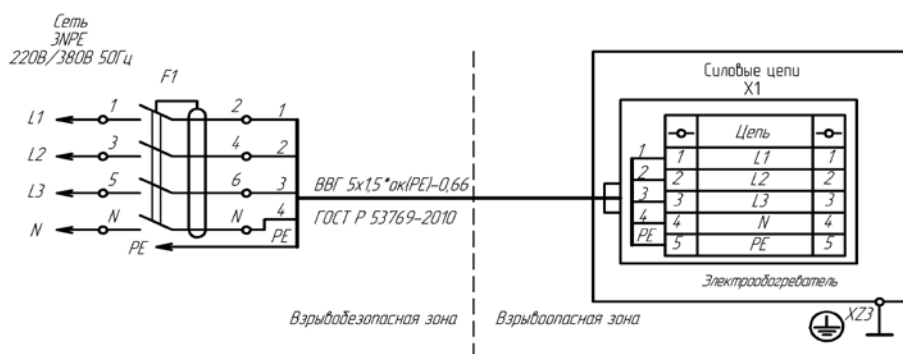 Сеть
3NPE
220В/380В 50Гц
F1
L1 1 2 1
L2 3 4 2
L3 5 6 3
N N N 4
PE PE
ВВГ 5х1,5*ок(PE)-0,66
ГОСТ Р 53769-2010
Взрывобезопасная зона
Взрывоопасная зона
Силовые цепи
X1
Цепь
1 1 L1 1
2 2 L2 2
3 3 L3 3
4 4 N 4
PE 5 PE 5
Электрообогреватель
XZ3